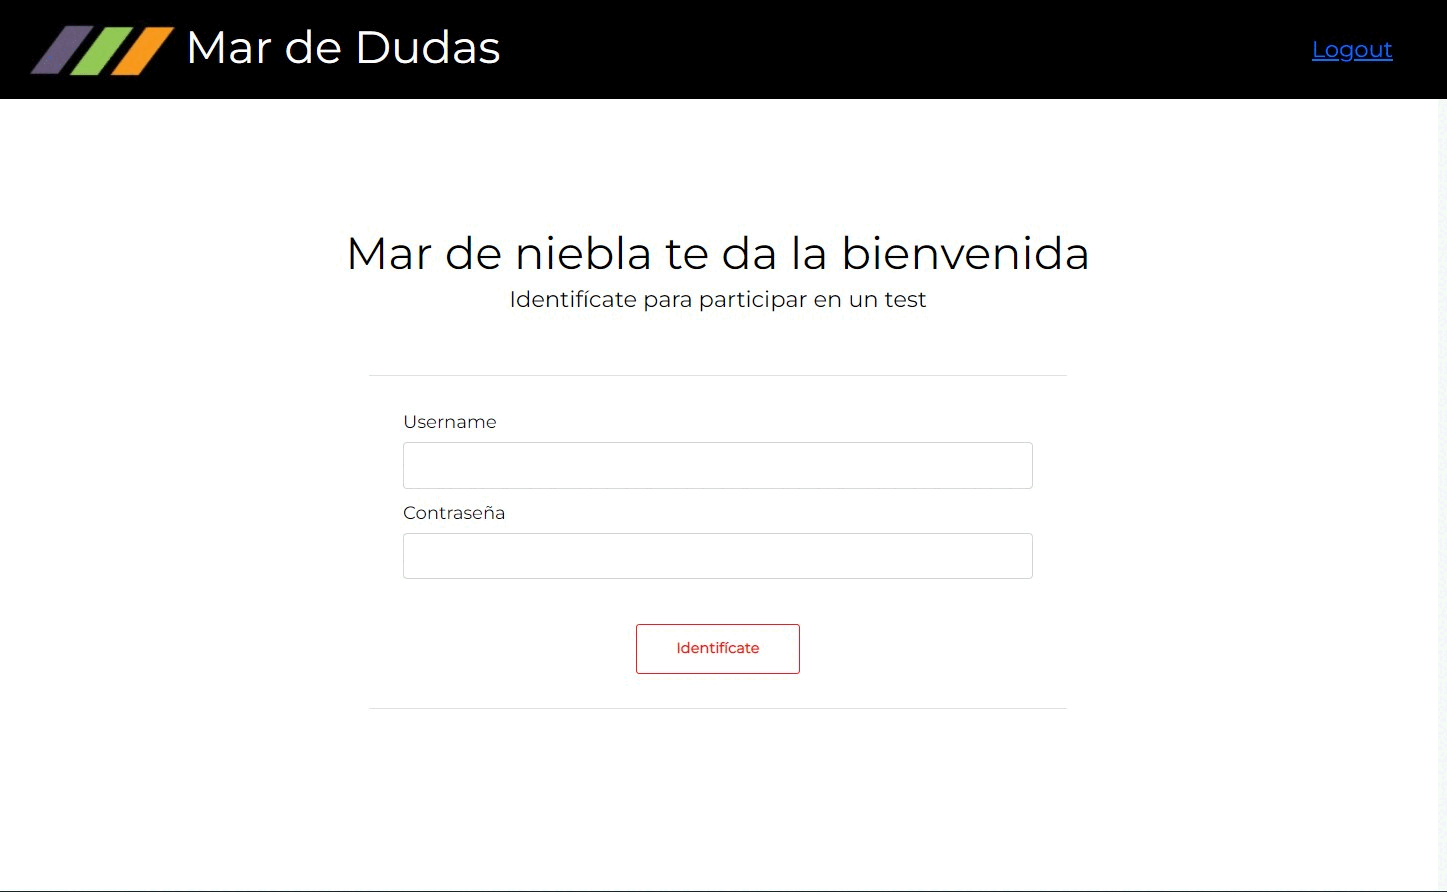 Mar de Dudas
Logout
Mar de niebla te da la bienvenida
Identifícate para participar en un test
Username
Contraseña
Identifícate